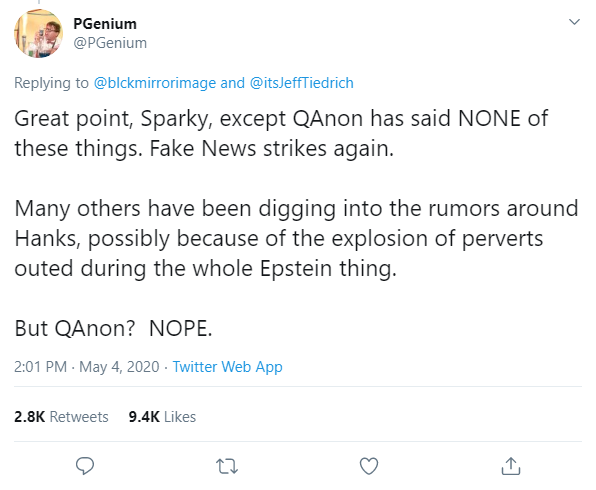 PGenium
@PGenium
Replying to @blckmirrorimage and @itsJeffTiedrich
Great point, Sparky, except QAnon has said NONE of
these things. Fake News strikes again.
Many others have been digging into the rumors around
Hanks, possibly because of the explosion of perverts
outed during the whole Epstein thing.
But QAnon?  NOPE.
2:01 PM · May 4, 2020 · Twitter Web App
2.8K Retweets 9.4K Likes